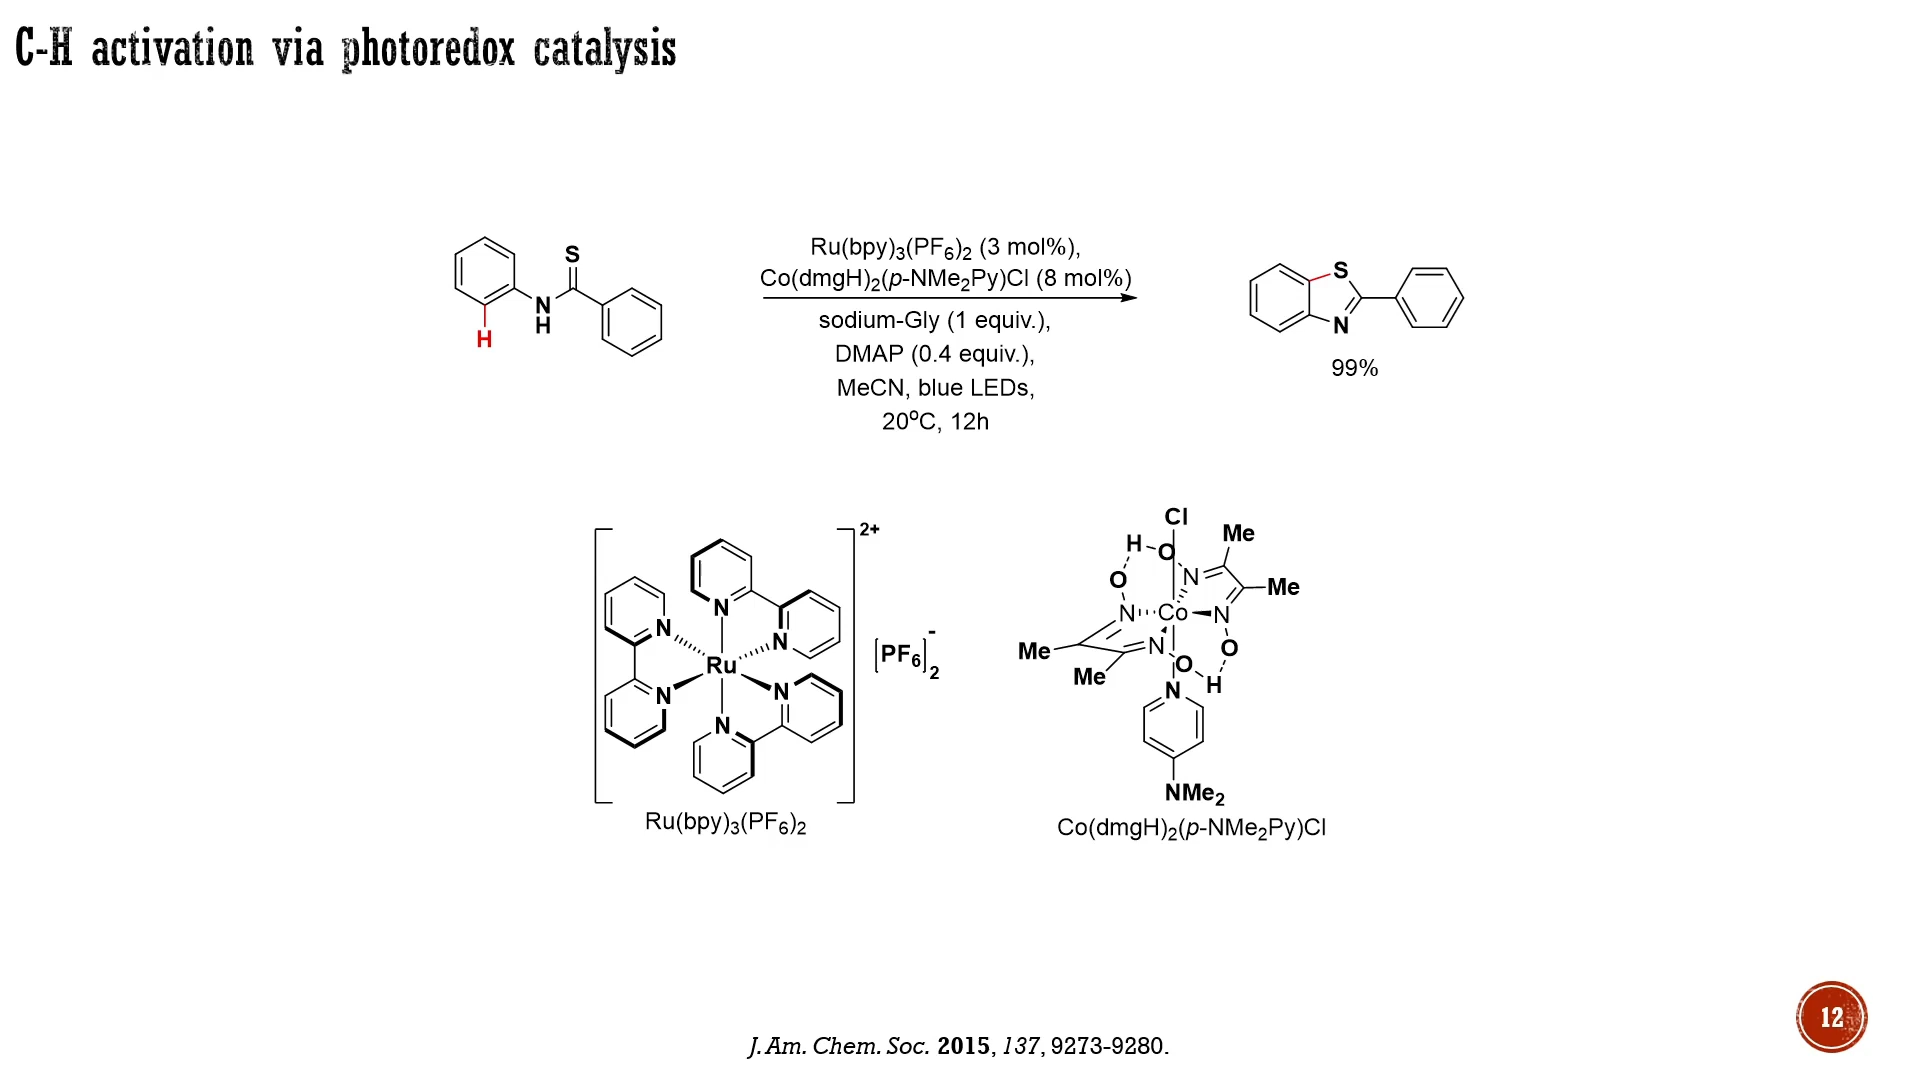 C-H activation via photoredox catalysis
Ru(bpy)₃(PF₆)₂ (3 mol%),
Co(dmgH)₂(p-NMe₂Py)Cl (8 mol%)
sodium-Gly (1 equiv.),
DMAP (0.4 equiv.),
MeCN, blue LEDs,
20ºC, 12h
S
N
H
H
S
N
99%
2+
N
N
N
N
N
N
Ru
[PF₆]₂⁻
Ru(bpy)₃(PF₆)₂
Cl
Me
H
O
O
N
Me
N
Co
N
Me
N
O
O
Me
H
N
NMe₂
Co(dmgH)₂(p-NMe₂Py)Cl
12
J. Am. Chem. Soc. 2015, 137, 9273-9280.